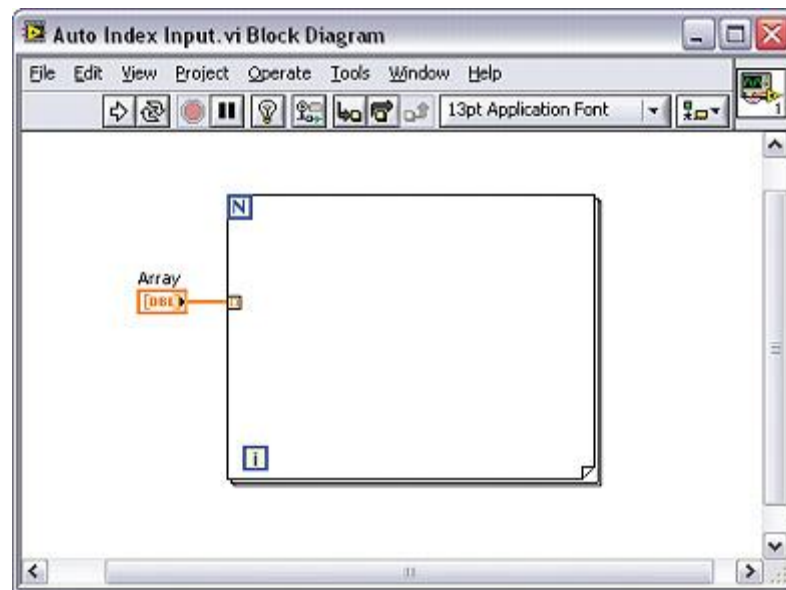 Auto Index Input.vi Block Diagram
File Edit View Project Operate Tools Window Help
13pt Application Font
1
N
Array
[DBL]
i